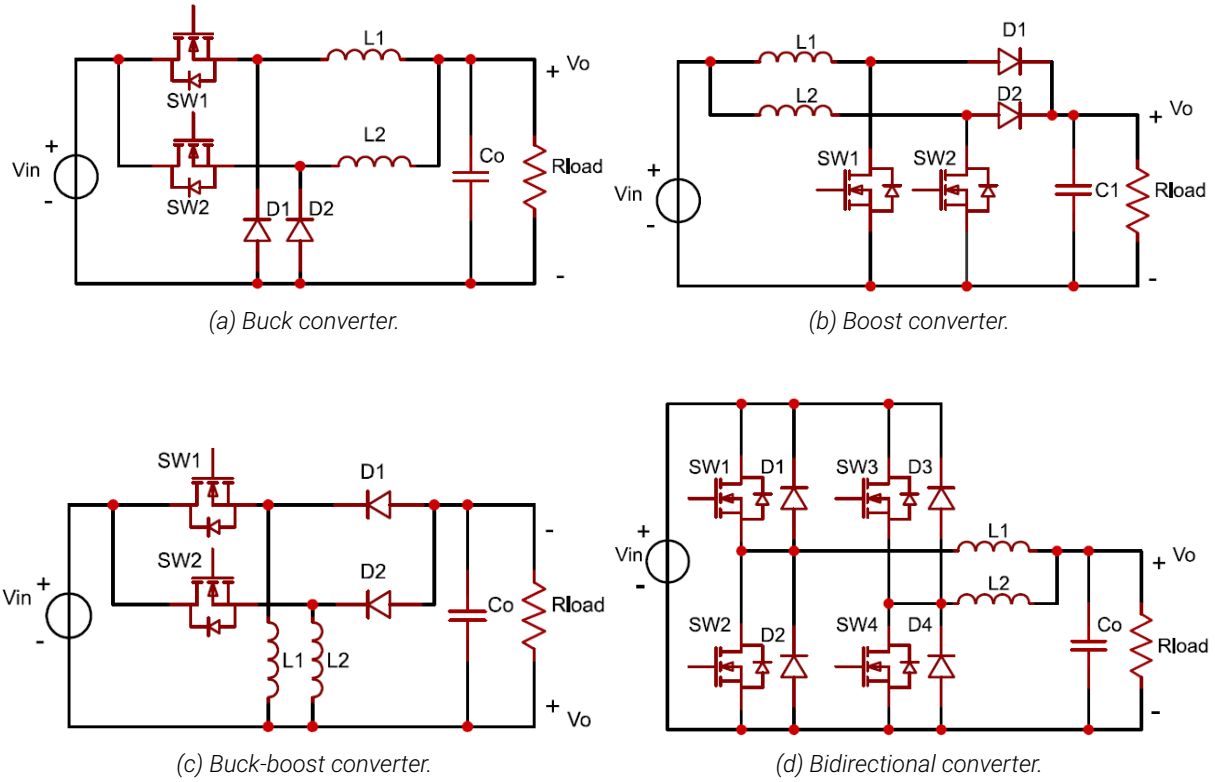 L1
+ Vo
SW1
L2
Vin
+
-
SW2
Co
Rload
D1 D2
-
(a) Buck converter.
L1
D1
L2
D2
+ Vo
SW1 SW2
Vin
+
-
C1
Rload
-
(b) Boost converter.
SW1
D1
-
SW2
D2
Vin
+
-
Co
Rload
L1 L2
+ Vo
(c) Buck-boost converter.
SW1 D1 SW3 D3
L1
+ Vo
Vin
+
-
L2
SW2 D2 SW4 D4
Co
Rload
-
(d) Bidirectional converter.